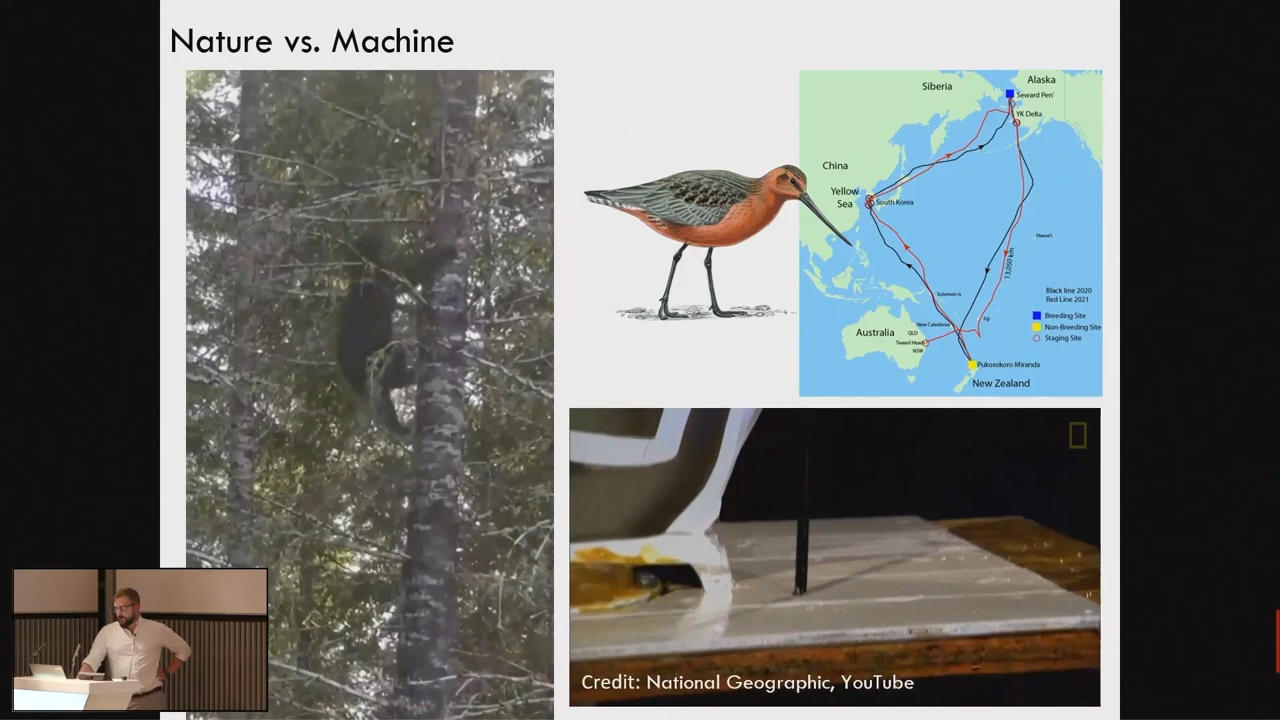 Nature vs. Machine
Siberia
Alaska
Seward Pen'
YK Delta
China
Yellow
Sea
South Korea
Hawai'i
13,050 km
Black line 2020
Red Line 2021
Solomon Is
Breeding Site
Fiji
New Caledonia
Non-Breeding Site
Australia
QLD
Staging Site
Tweed Heads
NSW
Pukorokoro Miranda
New Zealand
Credit: National Geographic, YouTube